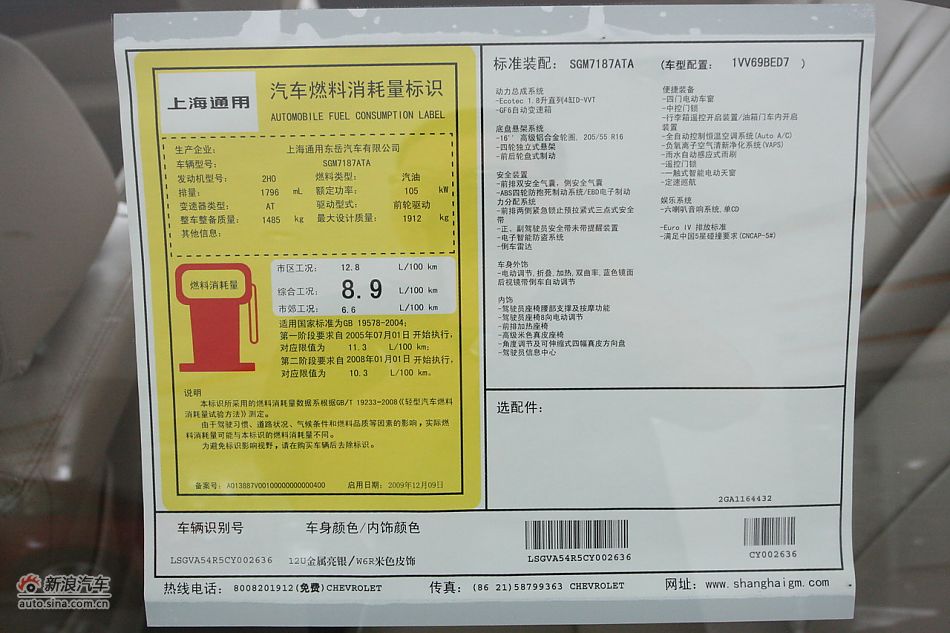 上海通用
汽车燃料消耗量标识
AUTOMOBILE FUEL CONSUMPTION LABEL
生产企业: 上海通用东岳汽车有限公司
车辆型号: SGM7187ATA
发动机型号: 2H0 燃料类型: 汽油
排量: 1796 mL 额定功率: 105 kW
变速器类型: AT 驱动型式: 前轮驱动
整车整备质量: 1485 kg 最大设计质量: 1912 kg
其他信息:
燃料消耗量
市区工况: 12.8 L/100 km
综合工况: 8.9 L/100 km
市郊工况: 6.6 L/100 km
适用国家标准为GB 19578-2004;
第一阶段要求自 2005年07月01日 开始执行,
对应限值为 11.3 L/100 km;
第二阶段要求自 2008年01月01日 开始执行,
对应限值为 10.3 L/100 km。
说明
本标识所采用的燃料消耗量数据系根据GB/T 19233-2008《轻型汽车燃料
消耗量试验方法》测定。
由于驾驶习惯、道路状况、气候条件和燃料品质等因素的影响,实际燃
料消耗量可能与本标识的燃料消耗量不同。
为避免标识影响视野,请在购买车辆后去除标识。
备案号: A013887V00100000000000400 启用日期: 2009年12月09日
标准装配: SGM7187ATA (车型配置: 1VV69BED7 )
动力总成系统
-Ecotec 1.8升直列4缸D-VVT
-GF6自动变速箱
底盘悬架系统
-16'' 高级铝合金轮圈, 205/55 R16
-四轮独立式悬架
-前后轮盘式制动
安全装置
-前排双安全气囊, 侧安全气囊
-ABS四轮防抱死制动系统/EBD电子制动
力分配系统
-前排两侧紧急锁止预拉紧式三点式安全
带
-正、副驾驶员安全带未带提醒装置
-电子智能防盗系统
-倒车雷达
车身外饰
-电动调节, 折叠, 加热, 双曲率, 蓝色镜面
后视镜带倒车自动调节
内饰
-驾驶员座椅腰部支撑及按摩功能
-驾驶员座椅8向电动调节
-前排加热座椅
-高级米色真皮座椅
-角度调节及可伸缩式四幅真皮方向盘
-驾驶员信息中心
便捷装备
-四门电动车窗
-中控门锁
-行李箱遥控开启装置/油箱门车内开启
装置
-全自动控制恒温空调系统(Auto A/C)
-负氧离子空气清新净化系统(VAPS)
-雨水自动感应式雨刷
-遥控门锁
-一触式智能电动天窗
-定速巡航
娱乐系统
-六喇叭音响系统, 单CD
-Euro IV 排放标准
-满足中国5星碰撞要求(CNCAP-5#)
选配件:
2GA1164432
车辆识别号 车身颜色/内饰颜色
LSGVA54R5CY002636 12U金属亮银/W6R米色皮饰
LSGVA54R5CY002636
CY002636
热线电话: 8008201912(免费)CHEVROLET 传真: (86 21)58799363 CHEVROLET 网址: www.shanghaigm.com
新浪汽车
auto.sina.com.cn